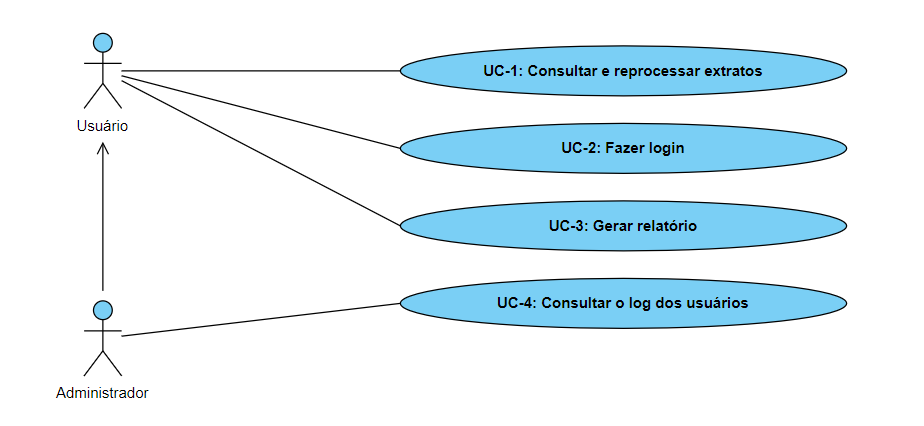 UC-1: Consultar e reprocessar extratos
Usuário
UC-2: Fazer login
UC-3: Gerar relatório
UC-4: Consultar o log dos usuários
Administrador